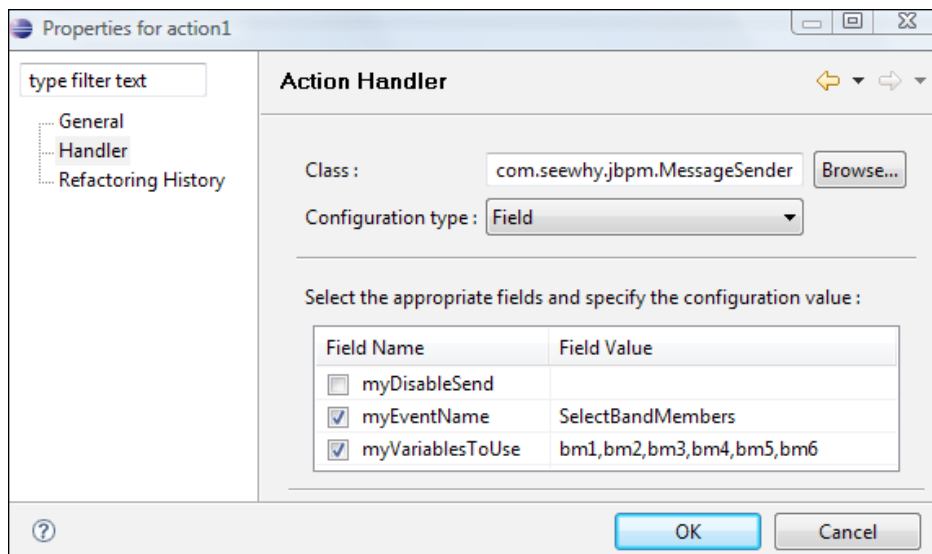 Properties for action1
type filter text
General
Handler
Refactoring History
Action Handler
Class :
com.seewhy.jbpm.MessageSender
Browse...
Configuration type :
Field
Select the appropriate fields and specify the configuration value :
Field Name Field Value
myDisableSend
myEventName SelectBandMembers
myVariablesToUse bm1,bm2,bm3,bm4,bm5,bm6
?
OK
Cancel